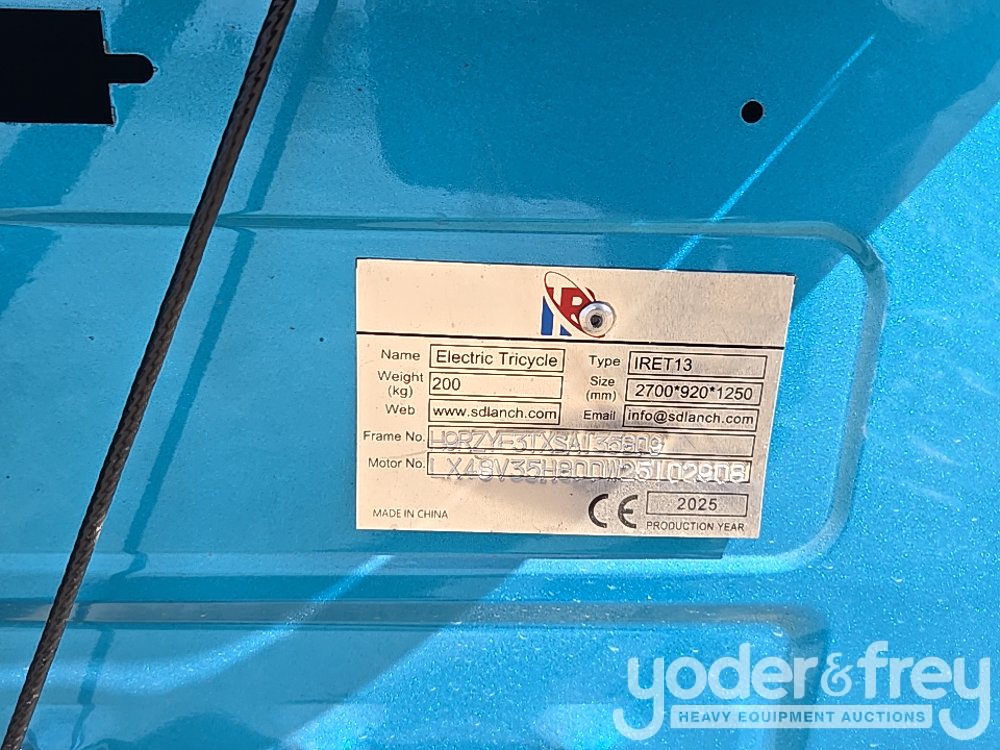 Name Electric Tricycle Type IRET13
Weight (kg) 200 Size (mm) 2700*920*1250
Web www.sdlanch.com Email info@sdlanch.com
Frame No.
Motor No. LX48V35H800W25102908
MADE IN CHINA CE 2025
PRODUCTION YEAR
yoder&frey
HEAVY EQUIPMENT AUCTIONS